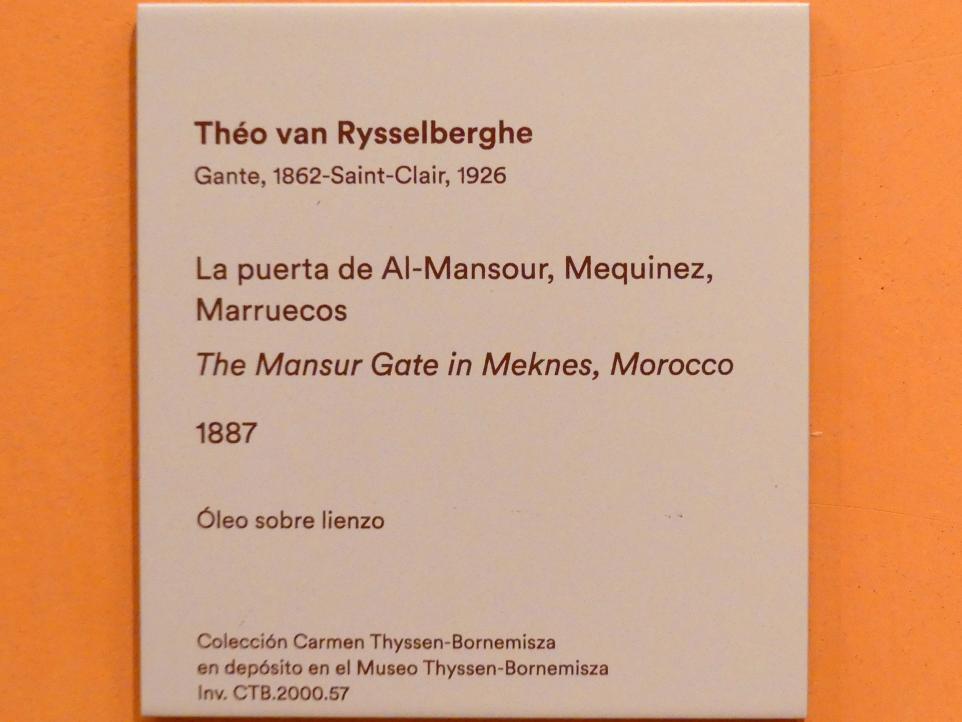 Théo van Rysselberghe
Gante, 1862-Saint-Clair, 1926
La puerta de Al-Mansour, Mequinez,
Marruecos
The Mansur Gate in Meknes, Morocco
1887
Óleo sobre lienzo
Colección Carmen Thyssen-Bornemisza
en depósito en el Museo Thyssen-Bornemisza
Inv. CTB.2000.57